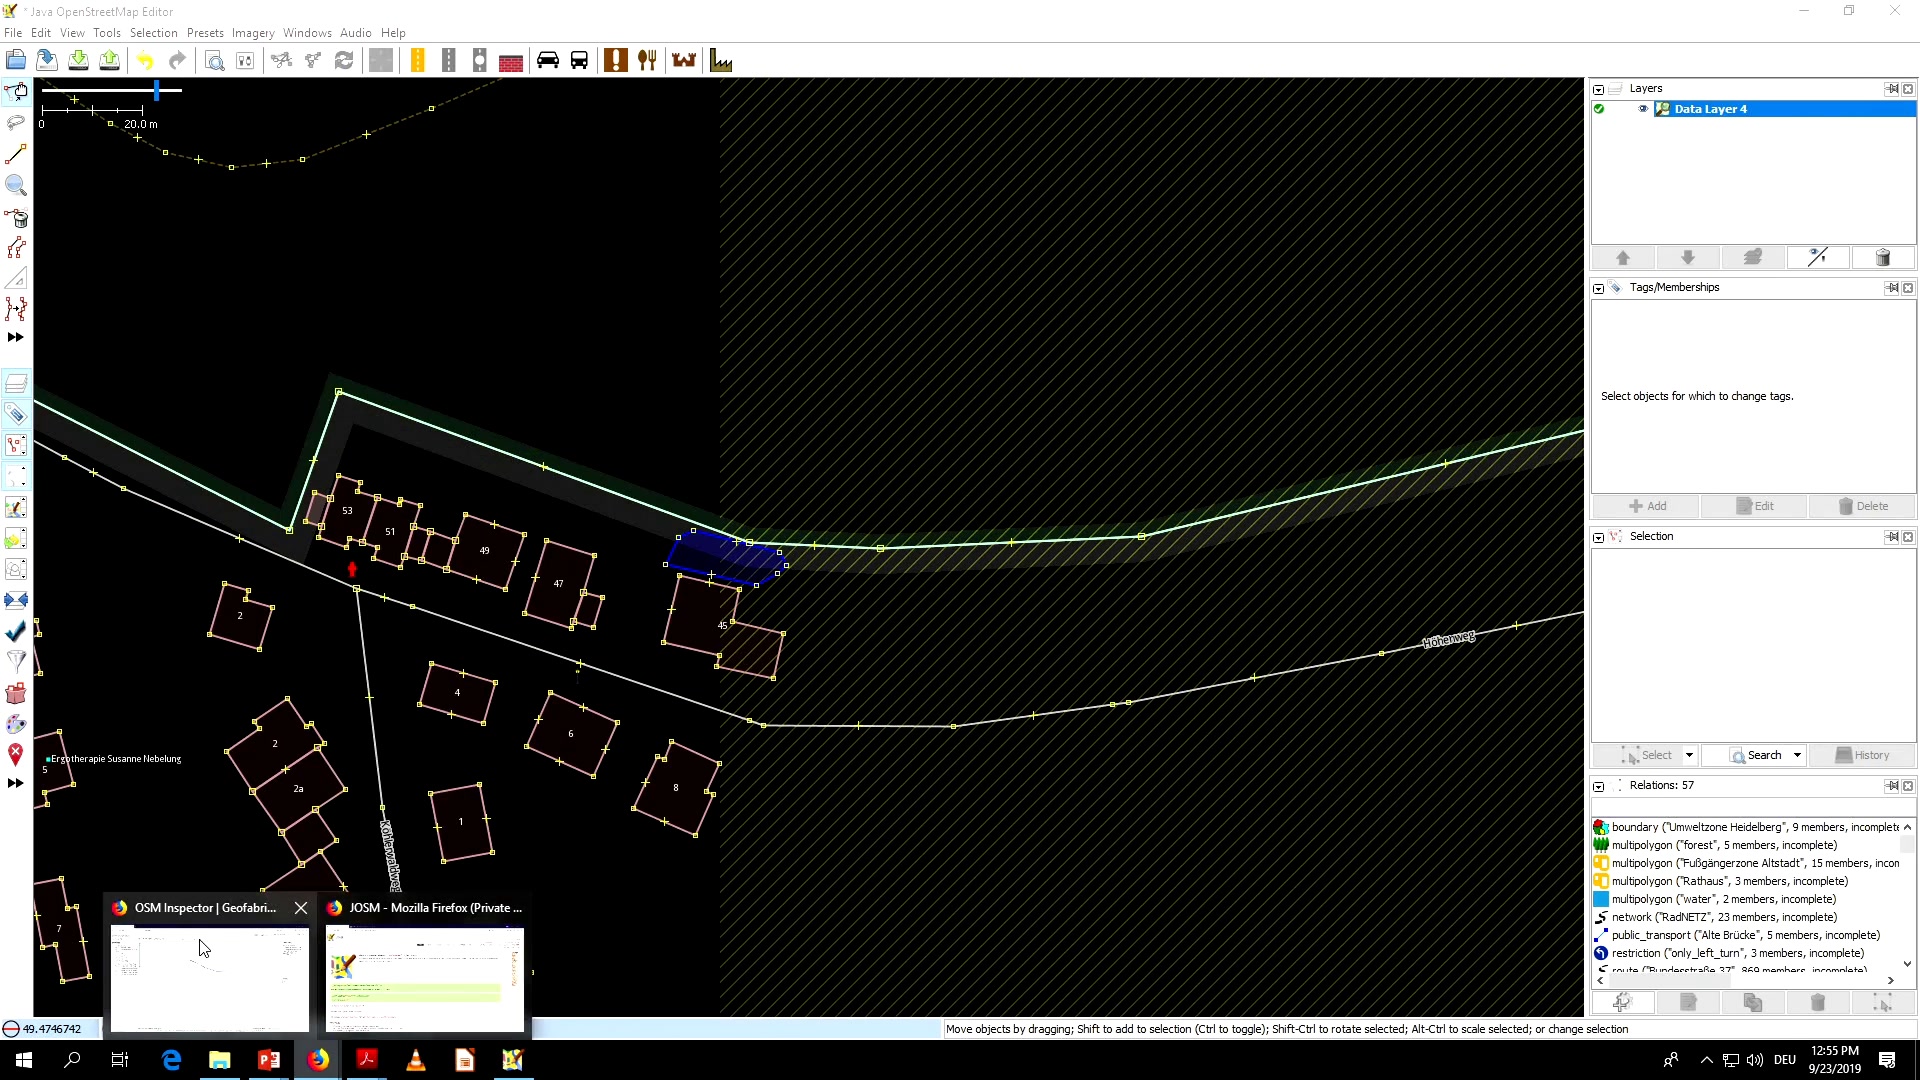 *Java OpenStreetMap Editor
File Edit View Tools Selection Presets Imagery Windows Audio Help
0 20.0 m
53
51
49
47
45
2
4
6
8
2
2a
1
5
7
Ergotherapie Susanne Nebelung
Höhenweg
Köhlerwaldweg
Layers
Data Layer 4
Tags/Memberships
Select objects for which to change tags.
Add Edit Delete
Selection
Select Search History
Relations: 57
boundary ("Umweltzone Heidelberg", 9 members, incomplete
multipolygon ("forest", 5 members, incomplete)
multipolygon ("Fußgängerzone Altstadt", 15 members, incom
multipolygon ("Rathaus", 3 members, incomplete)
multipolygon ("water", 2 members, incomplete)
network ("RadNETZ", 23 members, incomplete)
public_transport ("Alte Brücke", 5 members, incomplete)
restriction ("only_left_turn", 3 members, incomplete)
route ("Bundesstraße 37", 869 members, incomplete)
OSM Inspector | Geofabri...
JOSM - Mozilla Firefox (Private ...
49.4746742
Move objects by dragging; Shift to add to selection (Ctrl to toggle); Shift-Ctrl to rotate selected; Alt-Ctrl to scale selected; or change selection
DEU
12:55 PM
9/23/2019